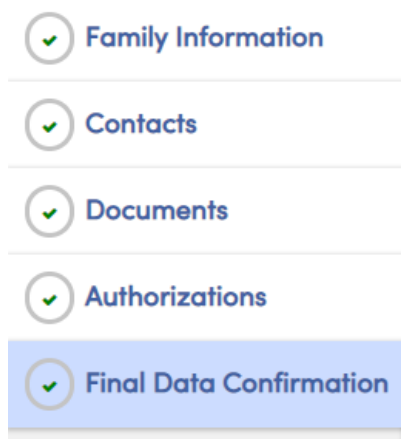 Family Information
Contacts
Documents
Authorizations
Final Data Confirmation